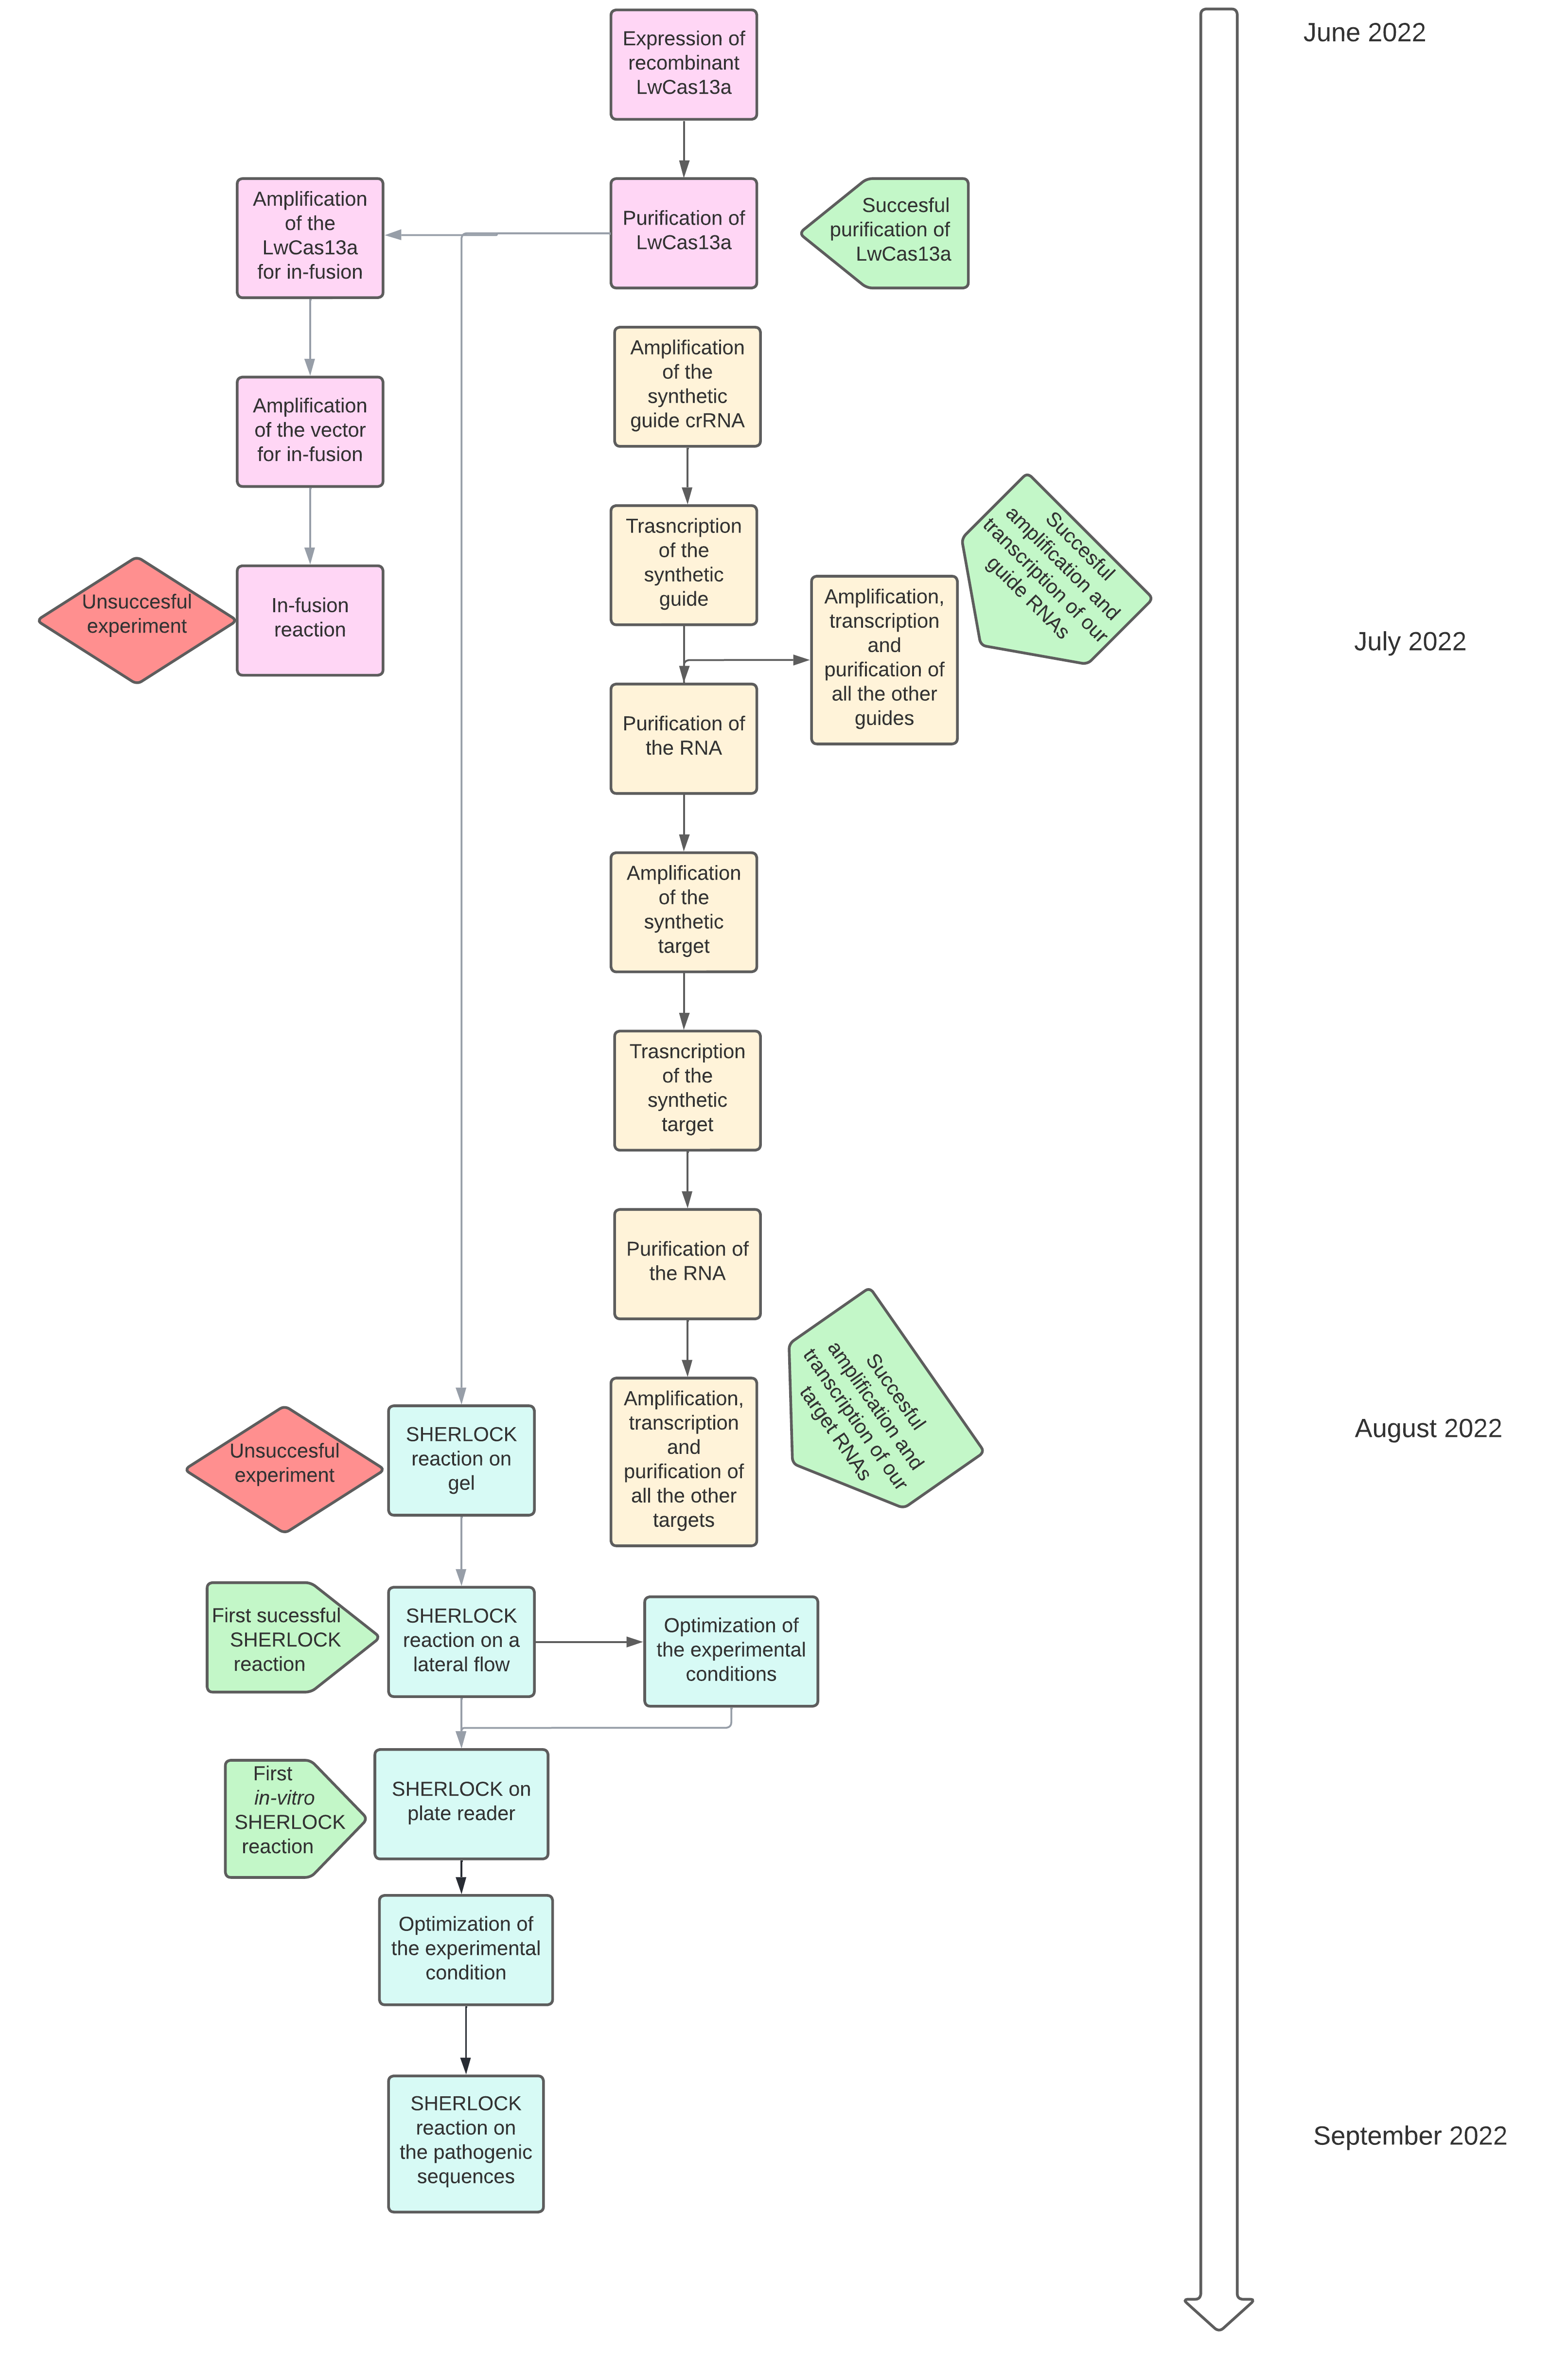 June 2022
Expression of
recombinant
LwCas13a
Amplification
of the
LwCas13a
for in-fusion
Purification of
LwCas13a
Succesful
purification of
LwCas13a
Amplification
of the
synthetic
guide crRNA
Amplification
of the vector
for in-fusion
Trasncription
of the
synthetic
guide
Succesful
amplification and
transcription of our
guide RNAs
Unsuccesful
experiment
In-fusion
reaction
Amplification,
transcription
and
purification of
all the other
guides
July 2022
Purification of
the RNA
Amplification
of the
synthetic
target
Trasncription
of the
synthetic
target
Purification of
the RNA
Amplification,
transcription
and
purification of
all the other
targets
Succesful
amplification and
transcription of our
target RNAs
August 2022
Unsuccesful
experiment
SHERLOCK
reaction on
gel
First sucessful
SHERLOCK
reaction
SHERLOCK
reaction on a
lateral flow
Optimization of
the experimental
conditions
First
in-vitro
SHERLOCK
reaction
SHERLOCK on
plate reader
Optimization of
the experimental
condition
SHERLOCK
reaction on
the pathogenic
sequences
September 2022